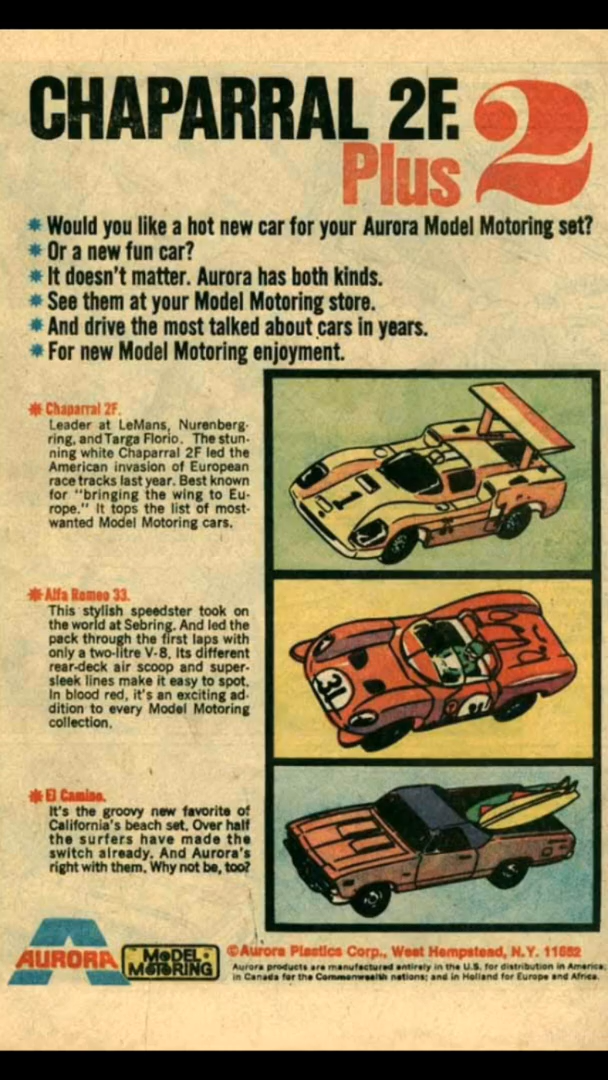 CHAPARRAL 2F.
Plus 2
* Would you like a hot new car for your Aurora Model Motoring set?
* Or a new fun car?
* It doesn't matter. Aurora has both kinds.
* See them at your Model Motoring store.
* And drive the most talked about cars in years.
* For new Model Motoring enjoyment.
* Chaparral 2F.
Leader at LeMans, Nurenberg-
ring, and Targa Florio. The stun-
ning white Chaparral 2F led the
American invasion of European
race tracks last year. Best known
for "bringing the wing to Eu-
rope." It tops the list of most-
wanted Model Motoring cars.
1
* Alfa Romeo 33.
This stylish speedster took on
the world at Sebring. And led the
pack through the first laps with
only a two-litre V-8. Its different
rear-deck air scoop and super-
sleek lines make it easy to spot.
In blood red, it's an exciting ad-
dition to every Model Motoring
collection.
31
* El Camino.
It's the groovy new favorite of
California's beach set. Over half
the surfers have made the
switch already. And Aurora's
right with them. Why not be, too?
A
AURORA
MODEL
MOTORING
©Aurora Plastics Corp., West Hempstead, N.Y. 11552
Aurora products are manufactured entirely in the U.S. for distribution in America;
in Canada for the Commonwealth nations; and in Holland for Europe and Africa.